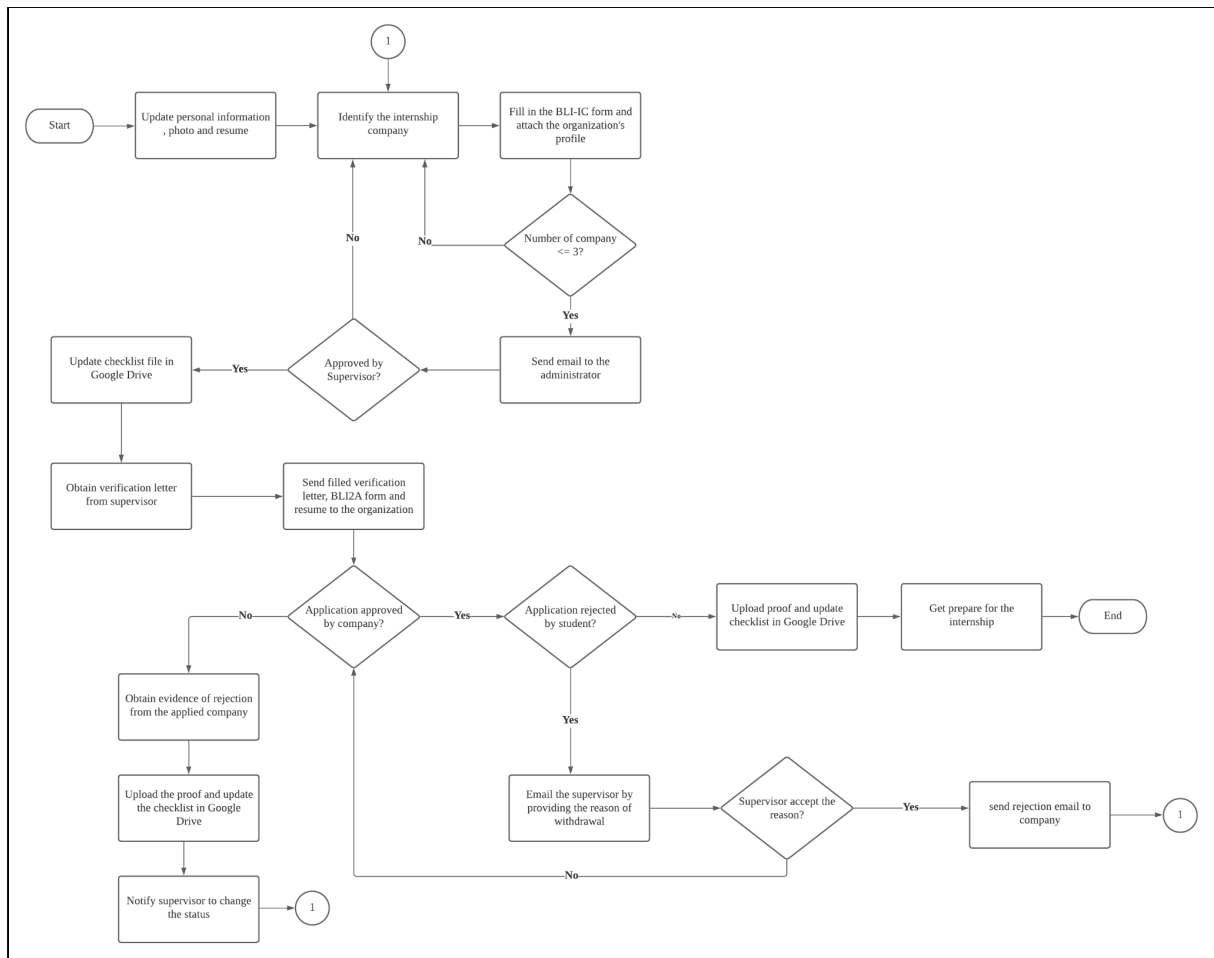 1
Start
Update personal information
, photo and resume
Identify the internship
company
Fill in the BLI-IC form and
attach the organization's
profile
Number of company
<= 3?
No
No
Yes
Update checklist file in
Google Drive
Yes
Approved by
Supervisor?
Send email to the
administrator
Obtain verification letter
from supervisor
Send filled verification
letter, BLI2A form and
resume to the organization
No
Application approved
by company?
Yes
Application rejected
by student?
No
Upload proof and update
checklist in Google Drive
Get prepare for the
internship
End
Obtain evidence of rejection
from the applied company
Yes
Upload the proof and update
the checklist in Google
Drive
Email the supervisor by
providing the reason of
withdrawal
Supervisor accept the
reason?
Yes
send rejection email to
company
1
No
Notify supervisor to change
the status
1